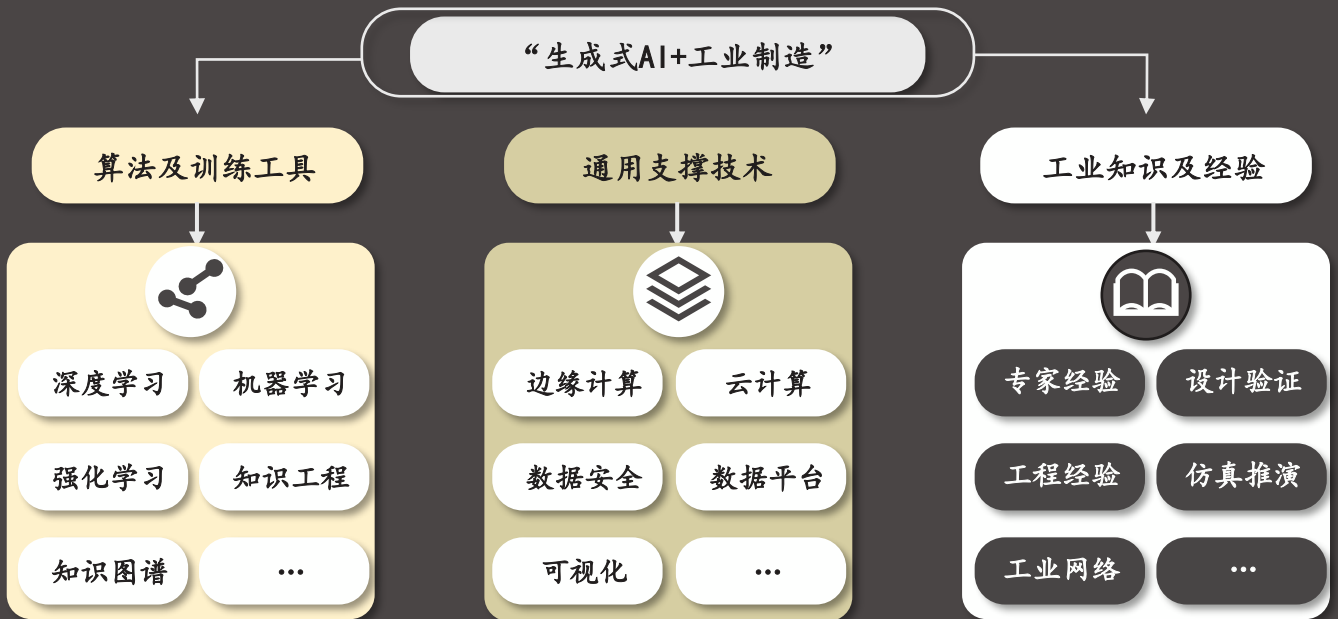 “生成式AI+工业制造”
算法及训练工具
通用支撑技术
工业知识及经验
深度学习 机器学习
强化学习 知识工程
知识图谱 …
边缘计算 云计算
数据安全 数据平台
可视化 …
专家经验 设计验证
工程经验 仿真推演
工业网络 …